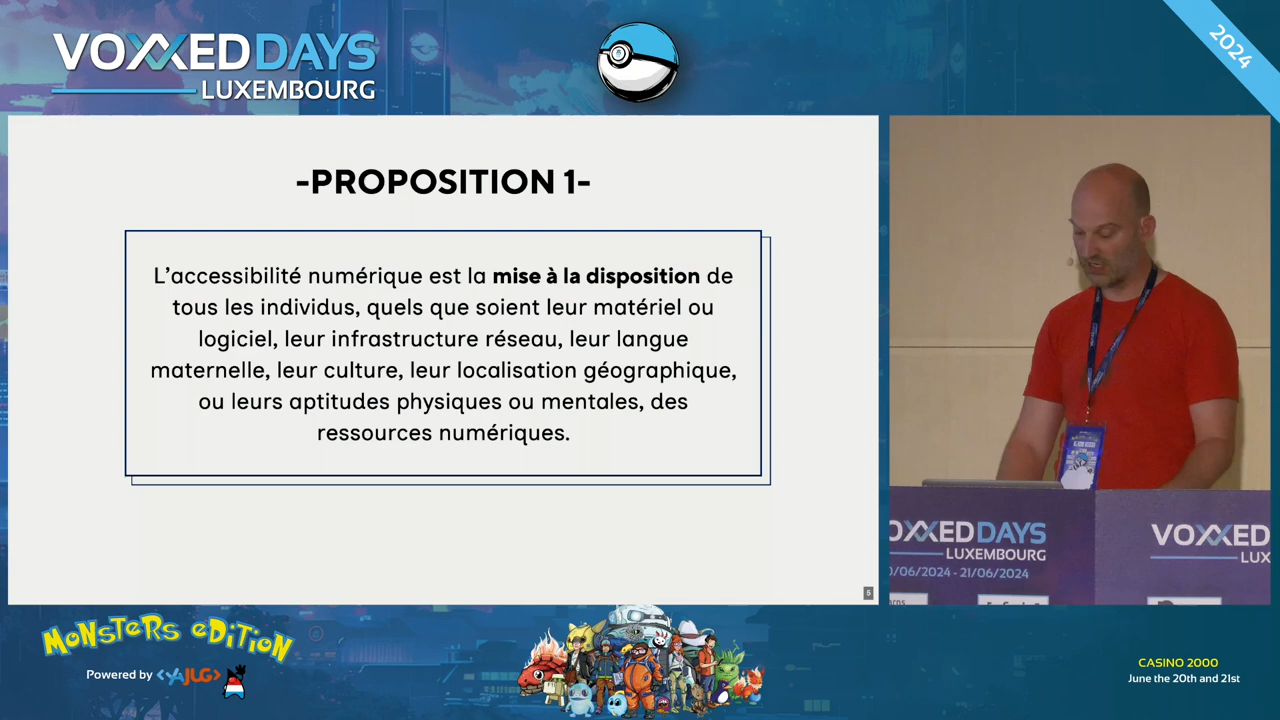 VOXXED DAYS
LUXEMBOURG
2024
-PROPOSITION 1-
L'accessibilité numérique est la mise à la disposition de
tous les individus, quels que soient leur matériel ou
logiciel, leur infrastructure réseau, leur langue
maternelle, leur culture, leur localisation géographique,
ou leurs aptitudes physiques ou mentales, des
ressources numériques.
5
OXXED DAYS
LUXEMBOURG
0/06/2024 - 21/06/2024
VOXXED
LUX
MONSTERS EDITION
Powered by <YAJUG>
CASINO 2000
June the 20th and 21st